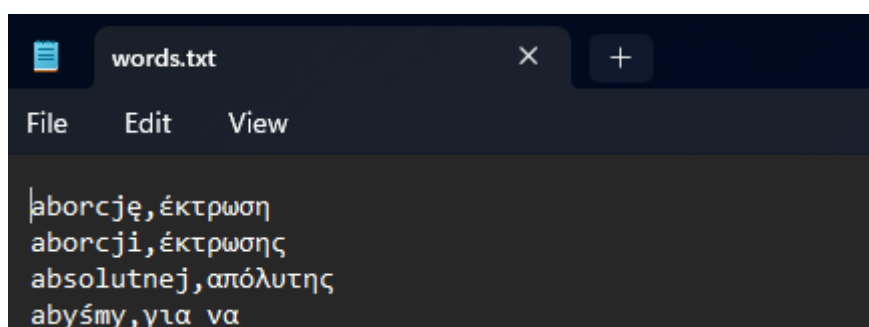 words.txt
File Edit View
aborcję,έκτρωση
aborcji,έκτρωσης
absolutnej,απόλυτης
abyśmy,για να